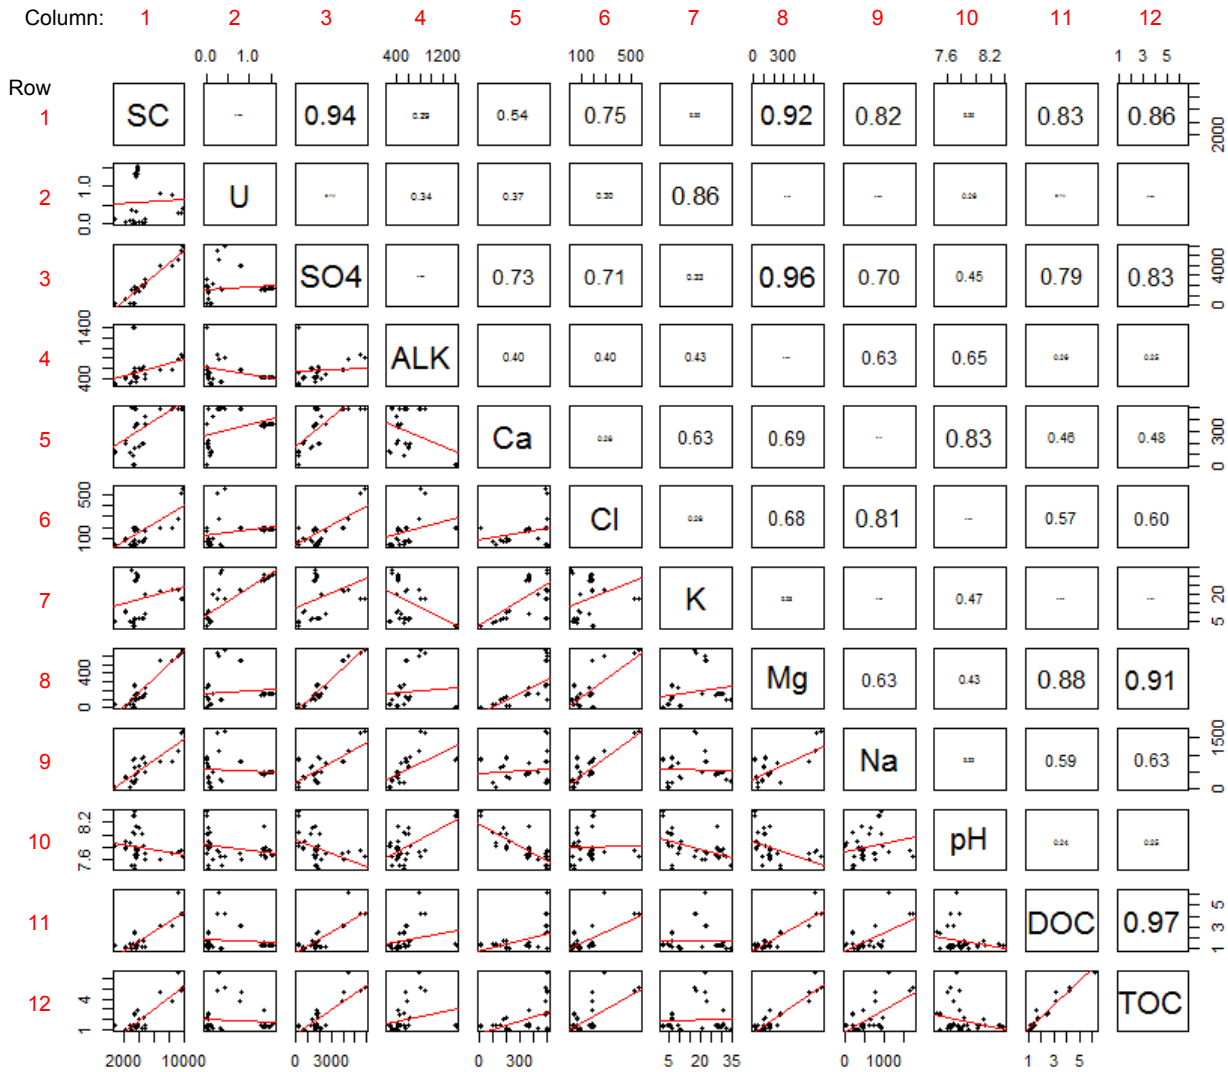 Column: 1 2 3 4 5 6 7 8 9 10 11 12
0.0 1.0 400 1200 100 500 0 300 7.6 8.2 1 3 5
Row
1 SC 0.94 0.54 0.75 0.92 0.82 0.83 0.86 2000
2 0.0 1.0 U 0.34 0.37 0.30 0.86
3 SO4 0.73 0.71 0.96 0.70 0.45 0.79 0.83 0 4000
4 400 1400 ALK 0.40 0.40 0.43 0.63 0.65
5 Ca 0.63 0.69 0.83 0.46 0.48 0 300
6 100 500 Cl 0.68 0.81 0.57 0.60
7 K 0.47 5 20
8 0 400 Mg 0.63 0.43 0.88 0.91
9 Na 0.59 0.63 0 1500
10 7.6 8.2 pH
11 DOC 0.97 1 3 5
12 1 4 TOC
2000 10000 0 3000 0 300 5 20 35 0 1000 1 3 5